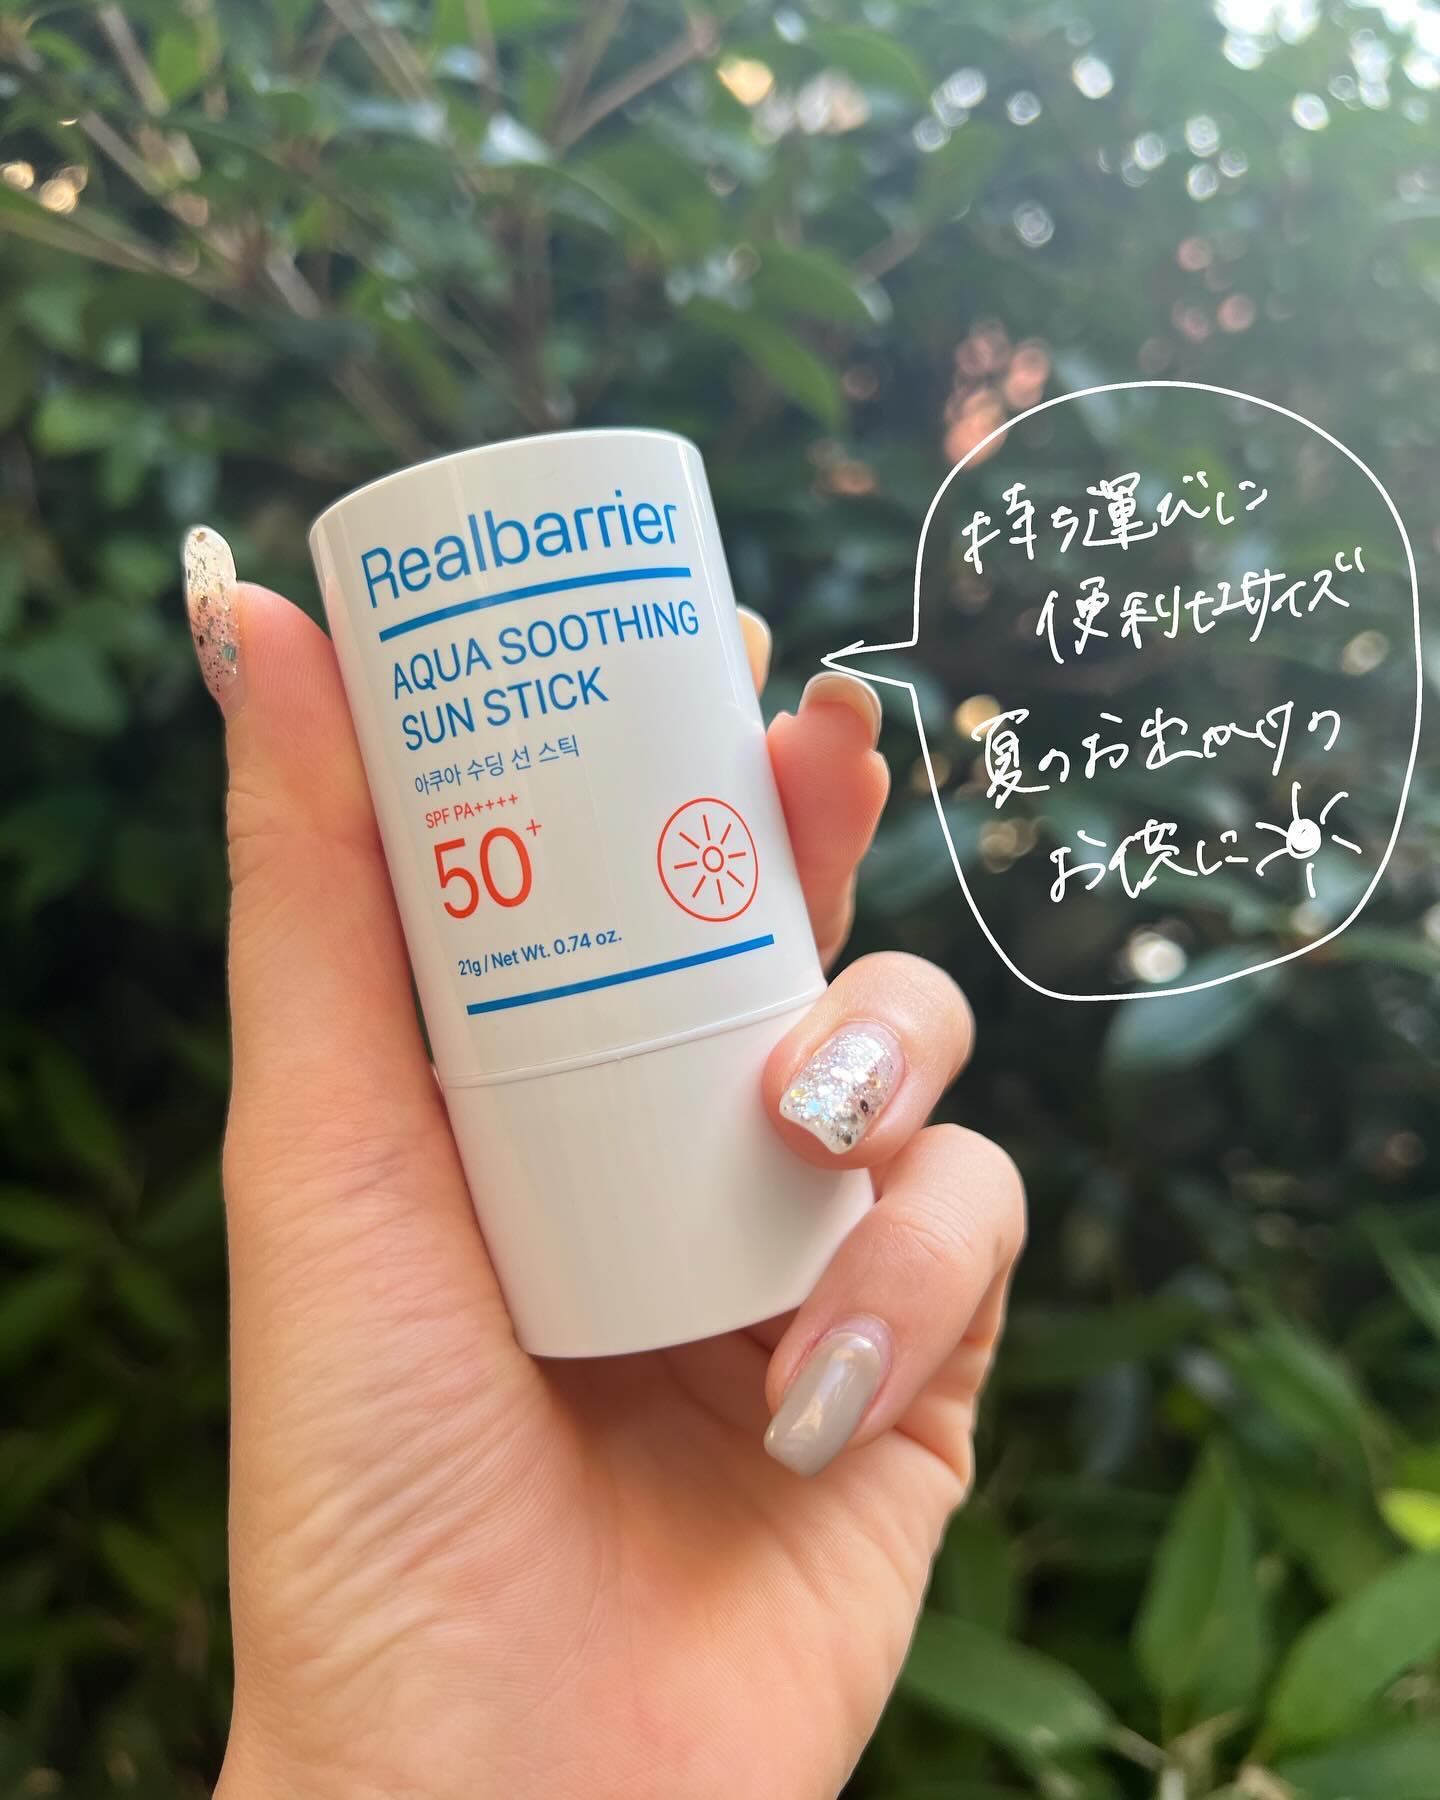 Realbarrier
AQUA SOOTHING
SUN STICK
아쿠아 수딩 선 스틱
SPF PA++++
50+
21g / Net Wt. 0.74 oz.
持ち運びに
便利なサイズ
夏のお出かけの
お供に